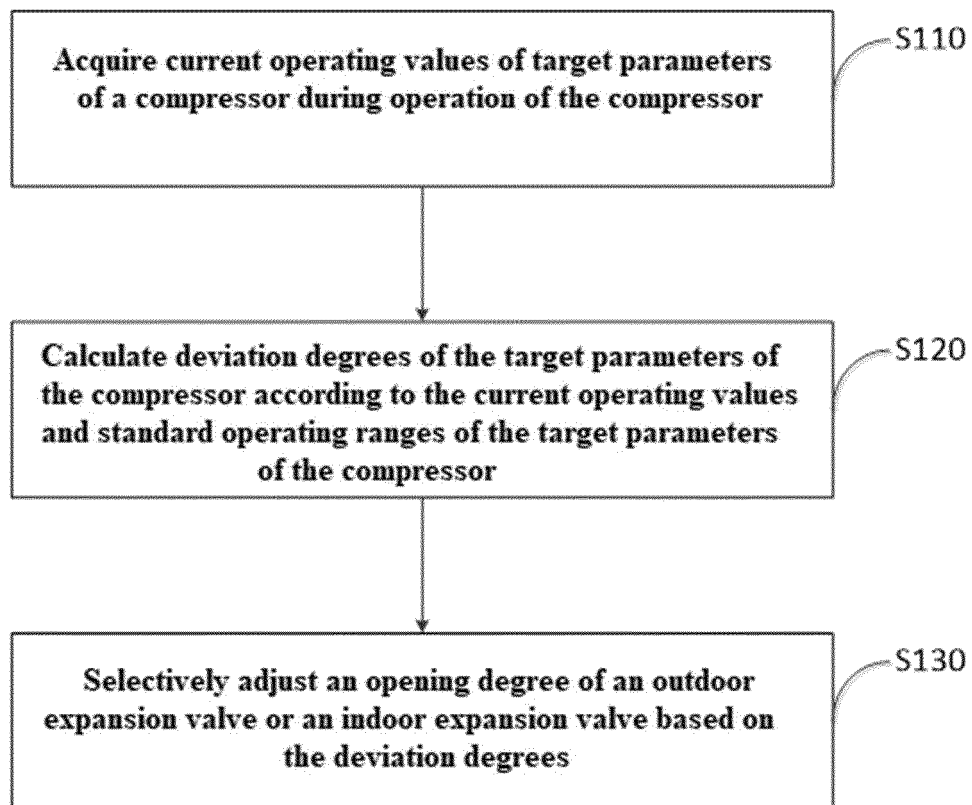 Acquire current operating values of target parameters
of a compressor during operation of the compressor
S110
Calculate deviation degrees of the target parameters of
the compressor according to the current operating values
and standard operating ranges of the target parameters
of the compressor
S120
Selectively adjust an opening degree of an outdoor
expansion valve or an indoor expansion valve based on
the deviation degrees
S130